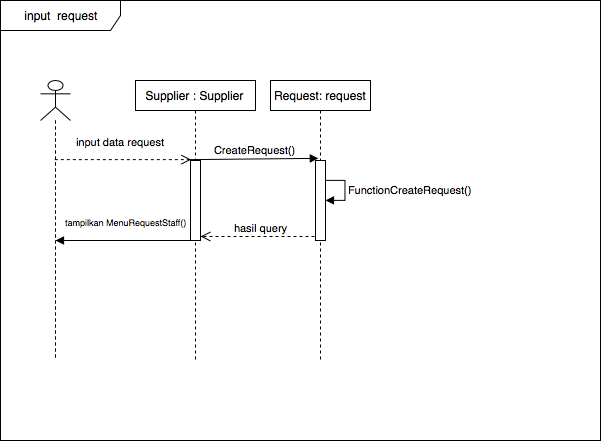 input request
Supplier : Supplier
Request: request
input data request
CreateRequest()
FunctionCreateRequest()
tampilkan MenuRequestStaff()
hasil query